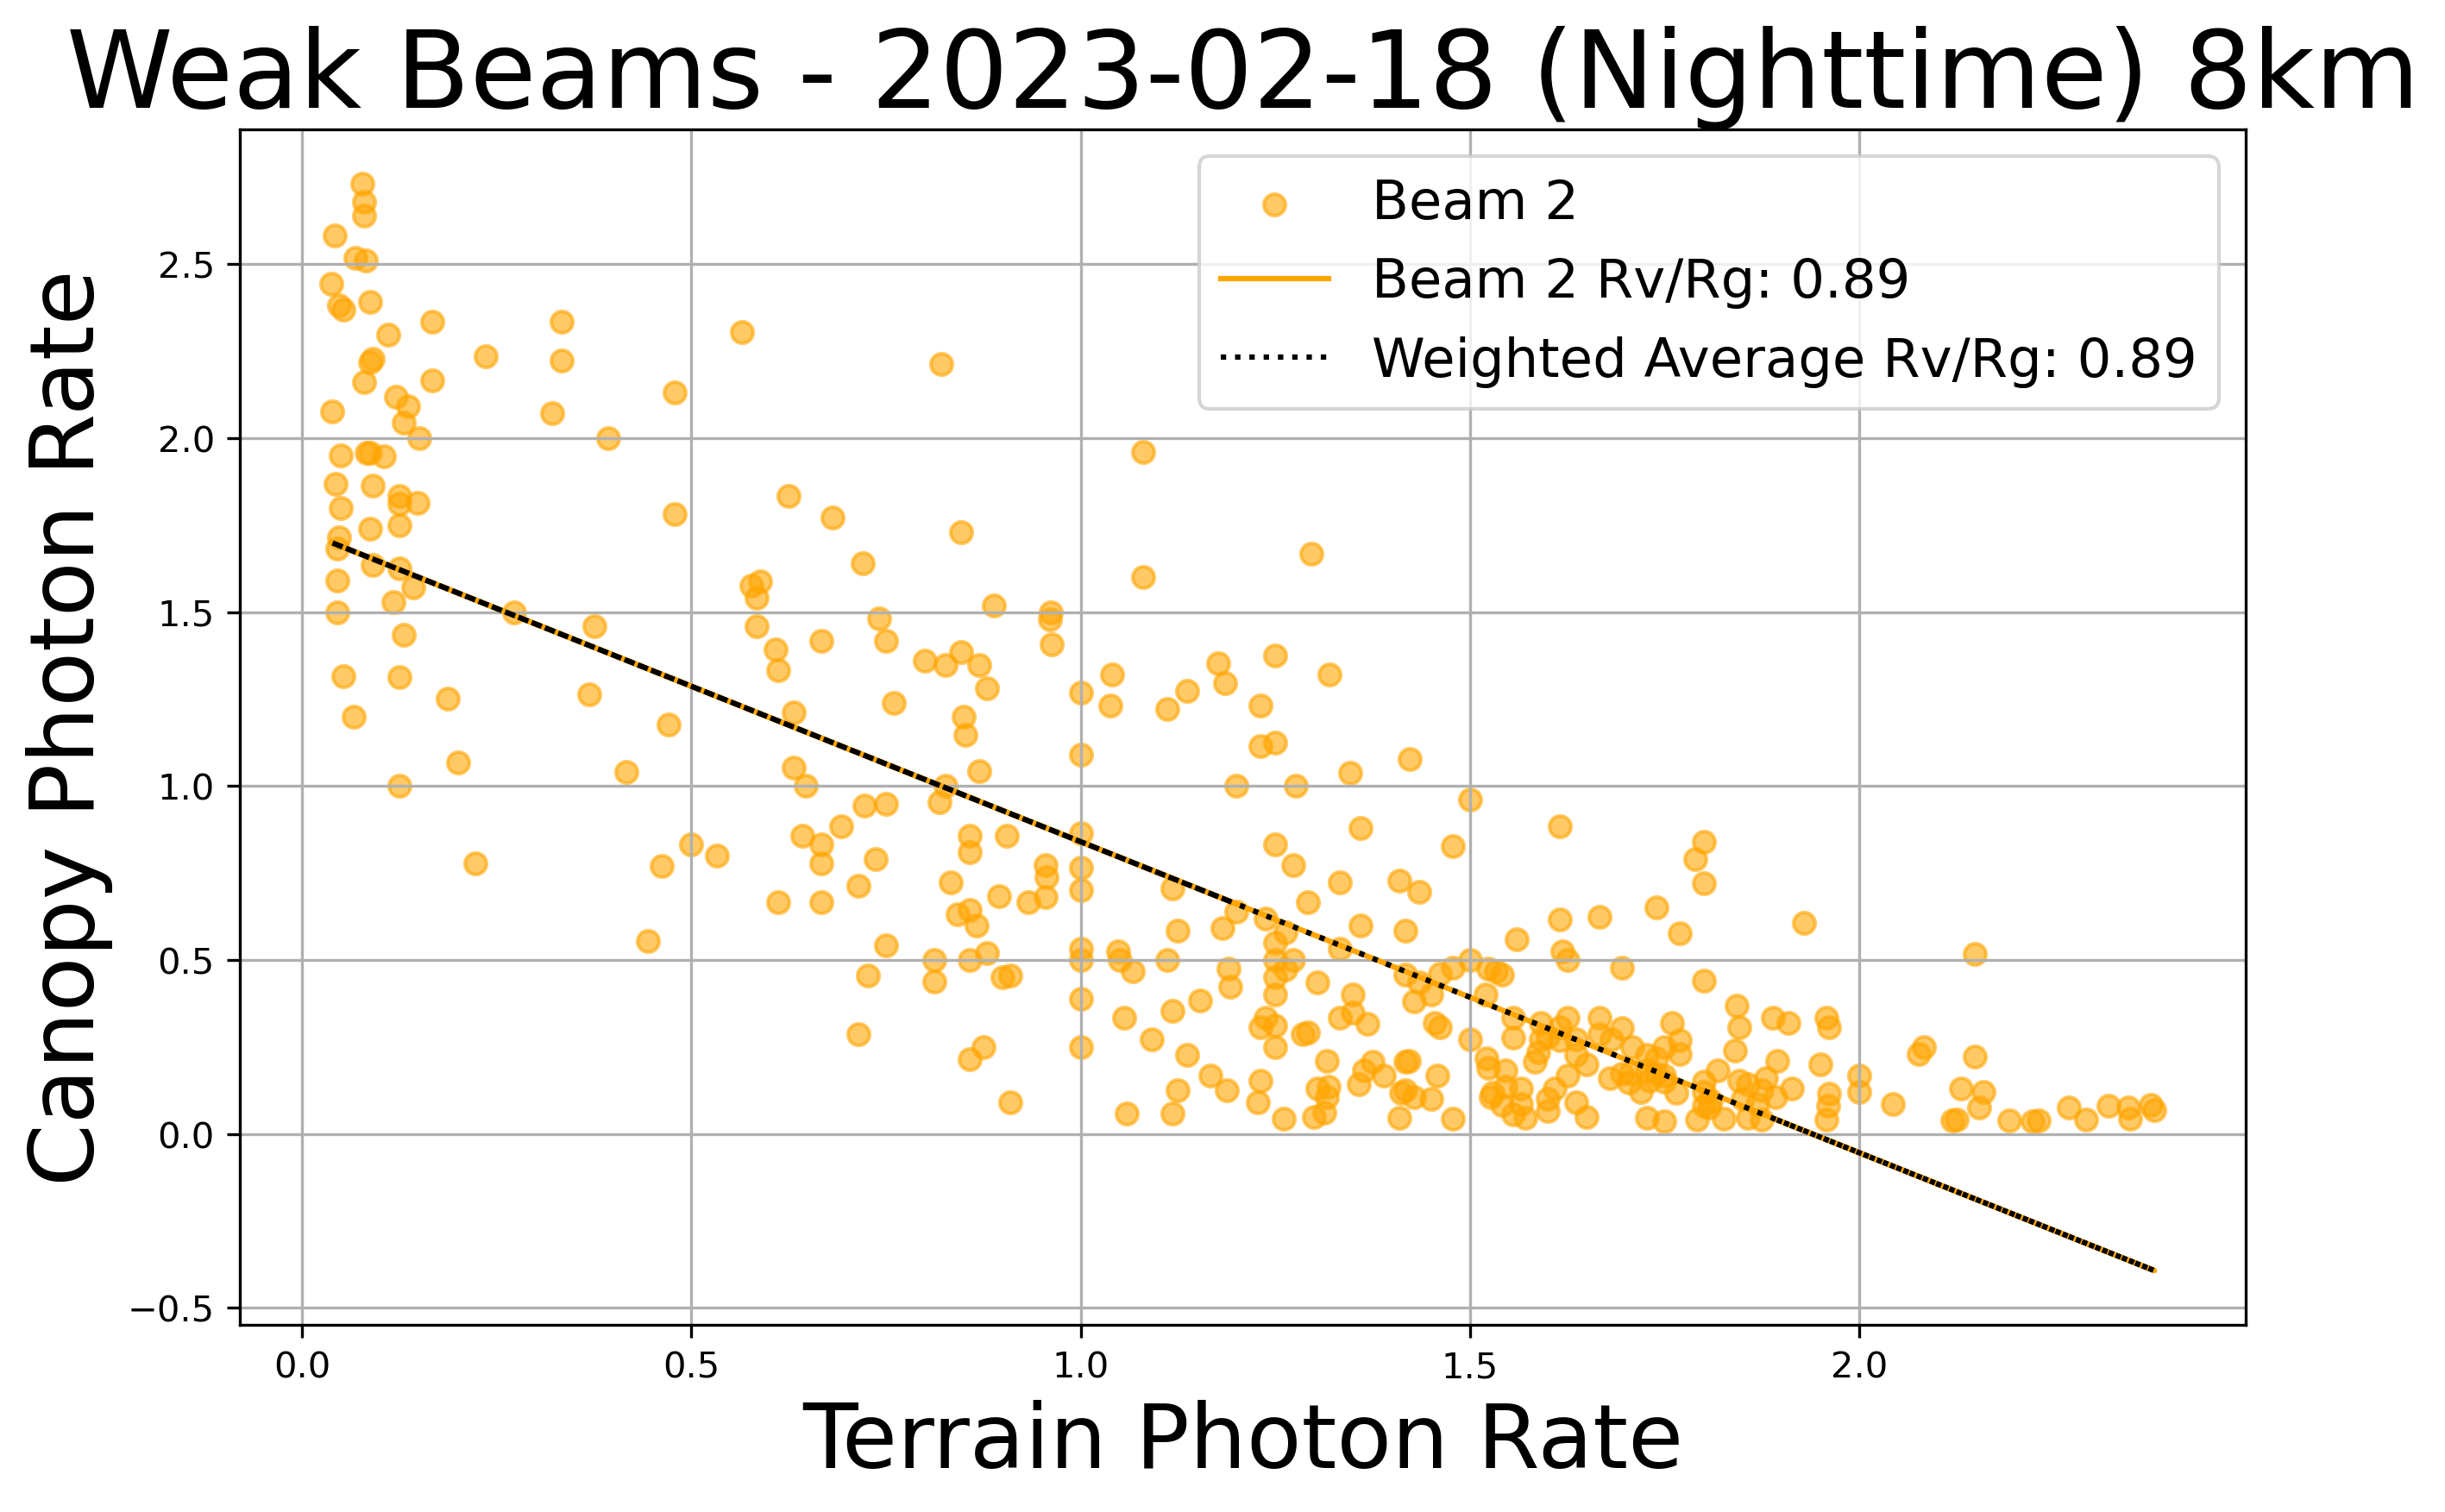 Weak Beams - 2023-02-18 (Nighttime) 8km
Beam 2
Beam 2 Rv/Rg: 0.89
Weighted Average Rv/Rg: 0.89
Canopy Photon Rate
2.5
2.0
1.5
1.0
0.5
0.0
−0.5
0.0 0.5 1.0 1.5 2.0
Terrain Photon Rate